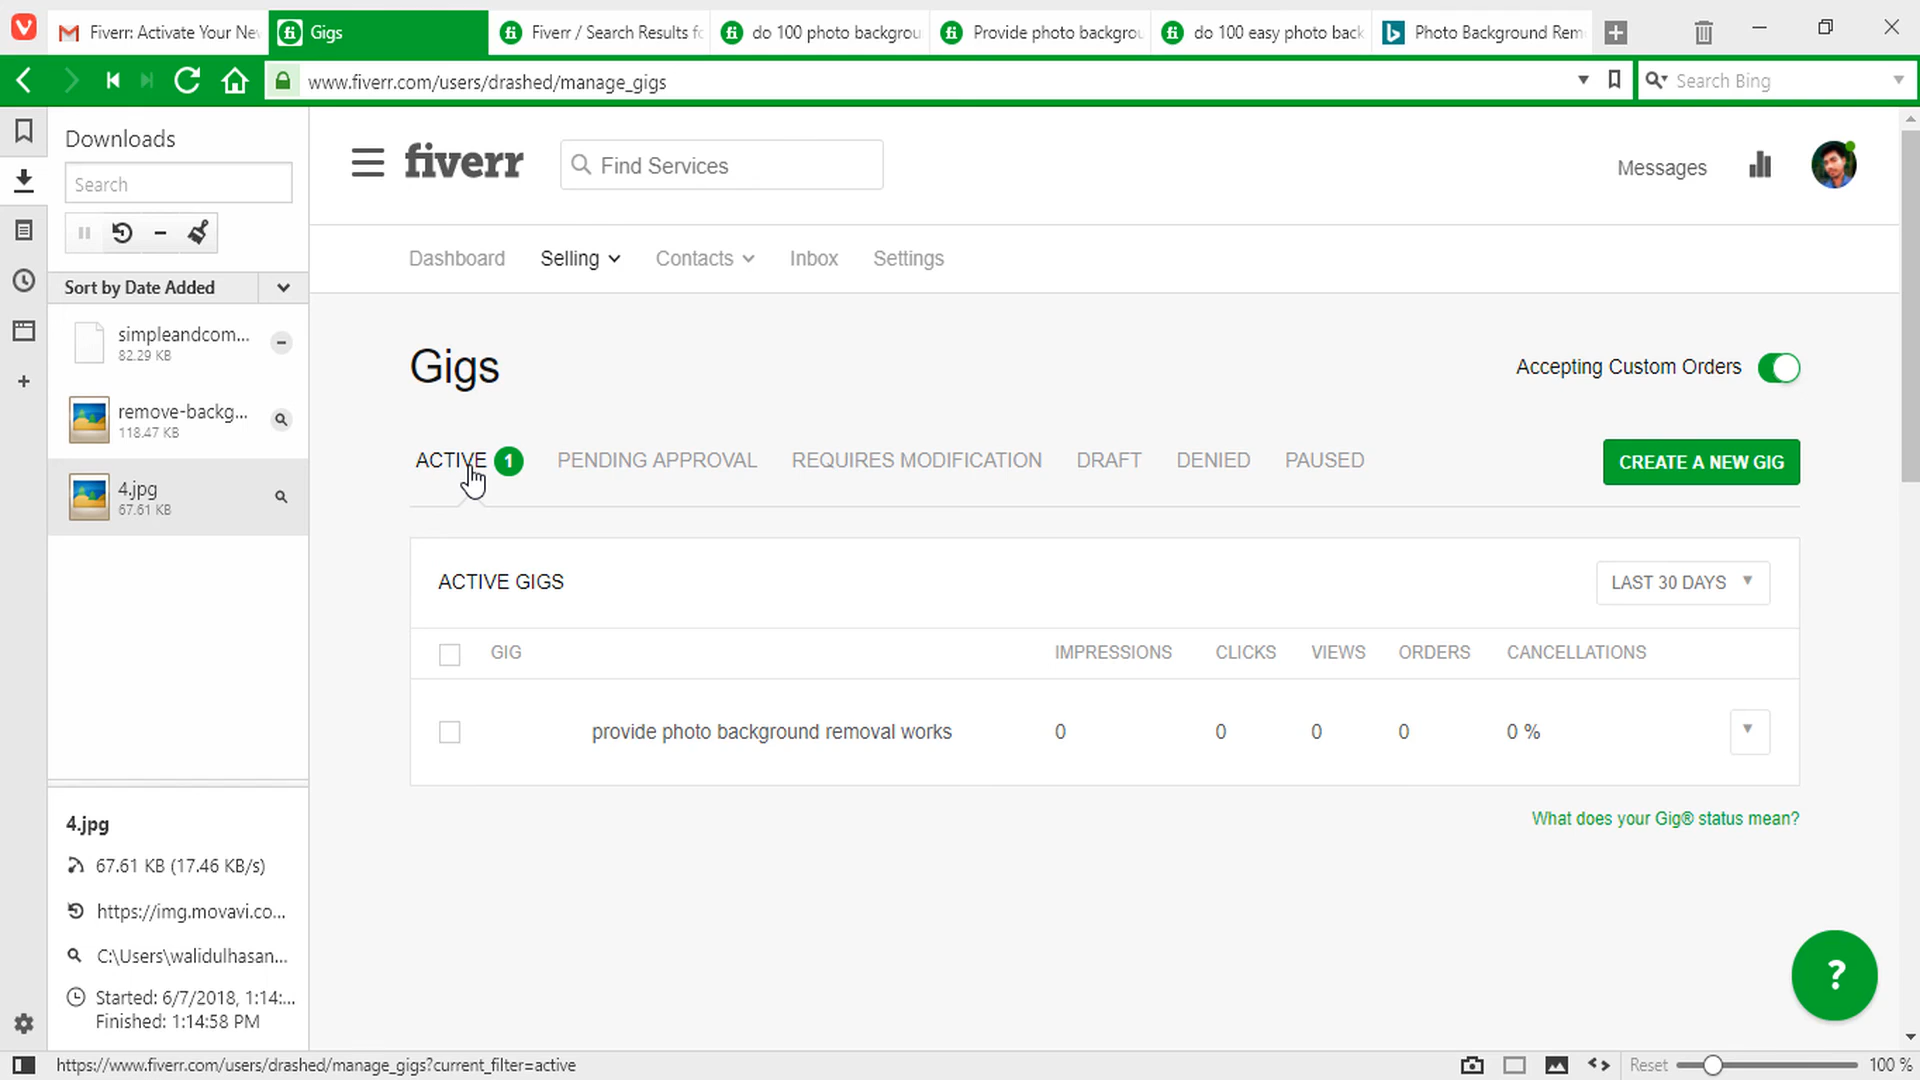 Fiverr: Activate Your Nev
Gigs
Fiverr / Search Results fo
do 100 photo backgrou
Provide photo backgrou
do 100 easy photo back
Photo Background Rem
www.fiverr.com/users/drashed/manage_gigs
Search Bing
Downloads
Search
Sort by Date Added
simpleandcom...
82.29 KB
remove-backg...
118.47 KB
4.jpg
67.61 KB
4.jpg
67.61 KB (17.46 KB/s)
https://img.movavi.co...
C:\Users\walidulhasan...
Started: 6/7/2018, 1:14:...
Finished: 1:14:58 PM
fiverr
Find Services
Messages
Dashboard
Selling
Contacts
Inbox
Settings
Gigs
Accepting Custom Orders
ACTIVE 1
PENDING APPROVAL
REQUIRES MODIFICATION
DRAFT
DENIED
PAUSED
CREATE A NEW GIG
ACTIVE GIGS
LAST 30 DAYS
GIG IMPRESSIONS CLICKS VIEWS ORDERS CANCELLATIONS
provide photo background removal works 0 0 0 0 0 %
What does your Gig® status mean?
?
https://www.fiverr.com/users/drashed/manage_gigs?current_filter=active
Reset
100 %